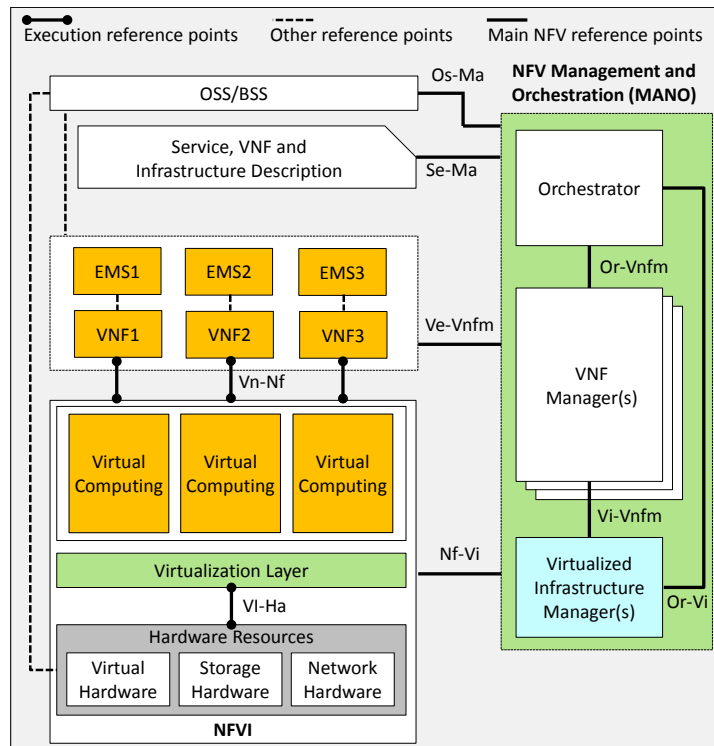 Execution reference points
Other reference points
Main NFV reference points
Os-Ma
NFV Management and
Orchestration (MANO)
OSS/BSS
Service, VNF and
Infrastructure Description
Se-Ma
Orchestrator
Or-Vnfm
EMS1
EMS2
EMS3
VNF1
VNF2
VNF3
Ve-Vnfm
Vn-Nf
VNF
Manager(s)
Virtual
Computing
Virtual
Computing
Virtual
Computing
Vi-Vnfm
Nf-Vi
Virtualization Layer
Virtualized
Infrastructure
Manager(s)
Or-Vi
VI-Ha
Hardware Resources
Virtual
Hardware
Storage
Hardware
Network
Hardware
NFVI